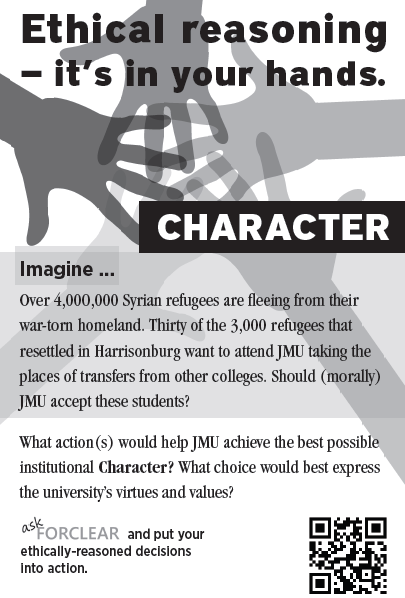 Ethical reasoning
– it's in your hands.
CHARACTER
Imagine ...
Over 4,000,000 Syrian refugees are fleeing from their
war-torn homeland. Thirty of the 3,000 refugees that
resettled in Harrisonburg want to attend JMU taking the
places of transfers from other colleges. Should (morally)
JMU accept these students?
What action(s) would help JMU achieve the best possible
institutional Character? What choice would best express
the university's virtues and values?
ask FORCLEAR and put your
ethically-reasoned decisions
into action.